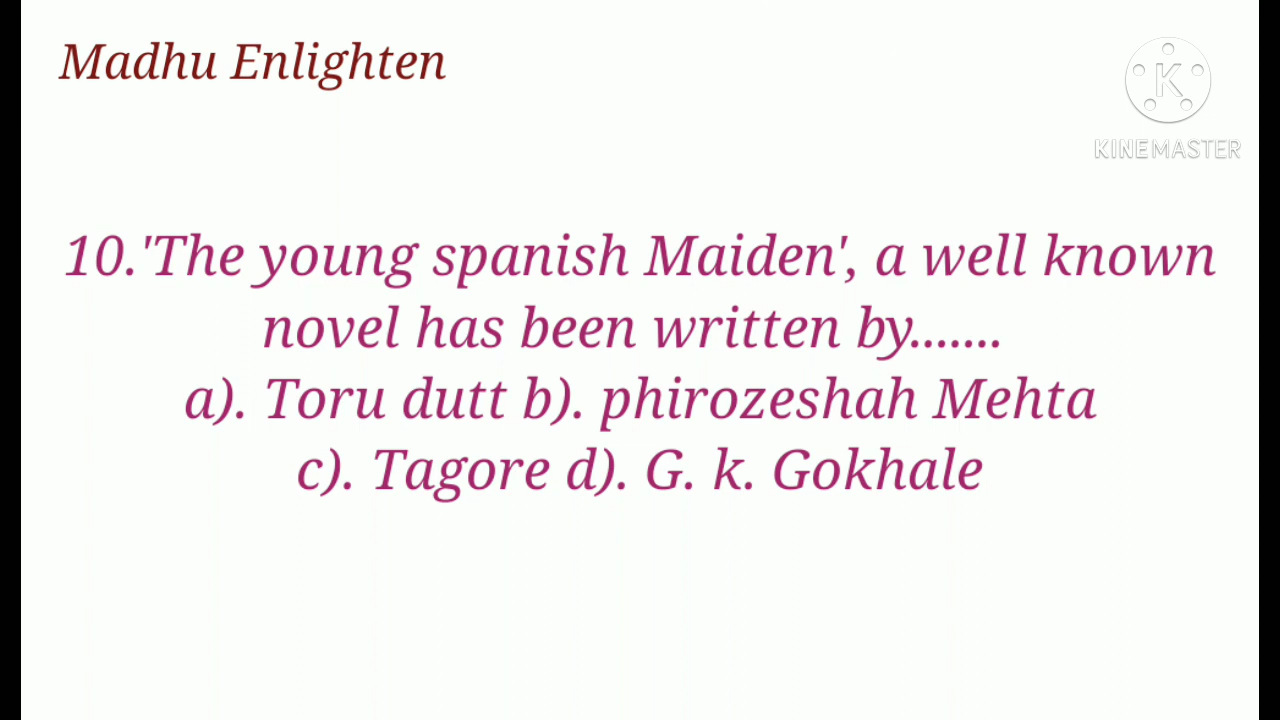 Madhu Enlighten
K
KINEMASTER
10.'The young spanish Maiden', a well known
novel has been written by.......
a). Toru dutt b). phirozeshah Mehta
c). Tagore d). G. k. Gokhale